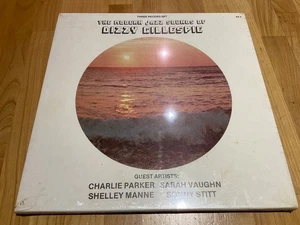 THREE RECORD SET
THE MODERN JAZZ SOUNDS OF
DIZZY GILLESPIE
GUEST ARTISTS:
CHARLIE PARKER SARAH VAUGHN
SHELLEY MANNE SONNY STITT